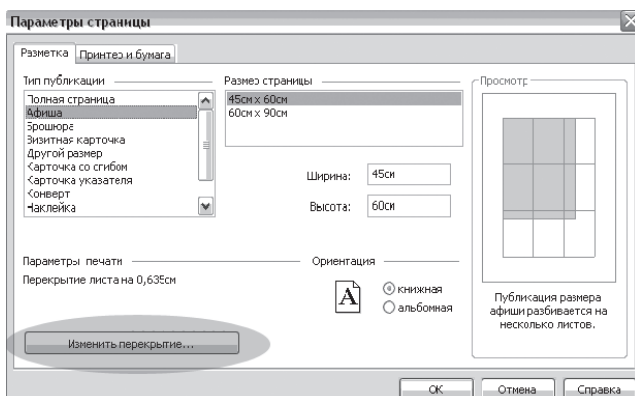 Параметры страницы
Разметка
Принтер и бумага
Тип публикации
Полная страница
Афиша
Брошюра
Визитная карточка
Другой размер
Карточка со сгибом
Карточка указателя
Конверт
Наклейка
Размер страницы
45см x 60см
60см x 90см
Ширина: 45см
Высота: 60см
Просмотр
Публикация размера
афиши разбивается на
несколько листов.
Параметры печати
Перекрытие листа на 0,635см
Ориентация
A
книжная
альбомная
Изменить перекрытие...
ОК
Отмена
Справка